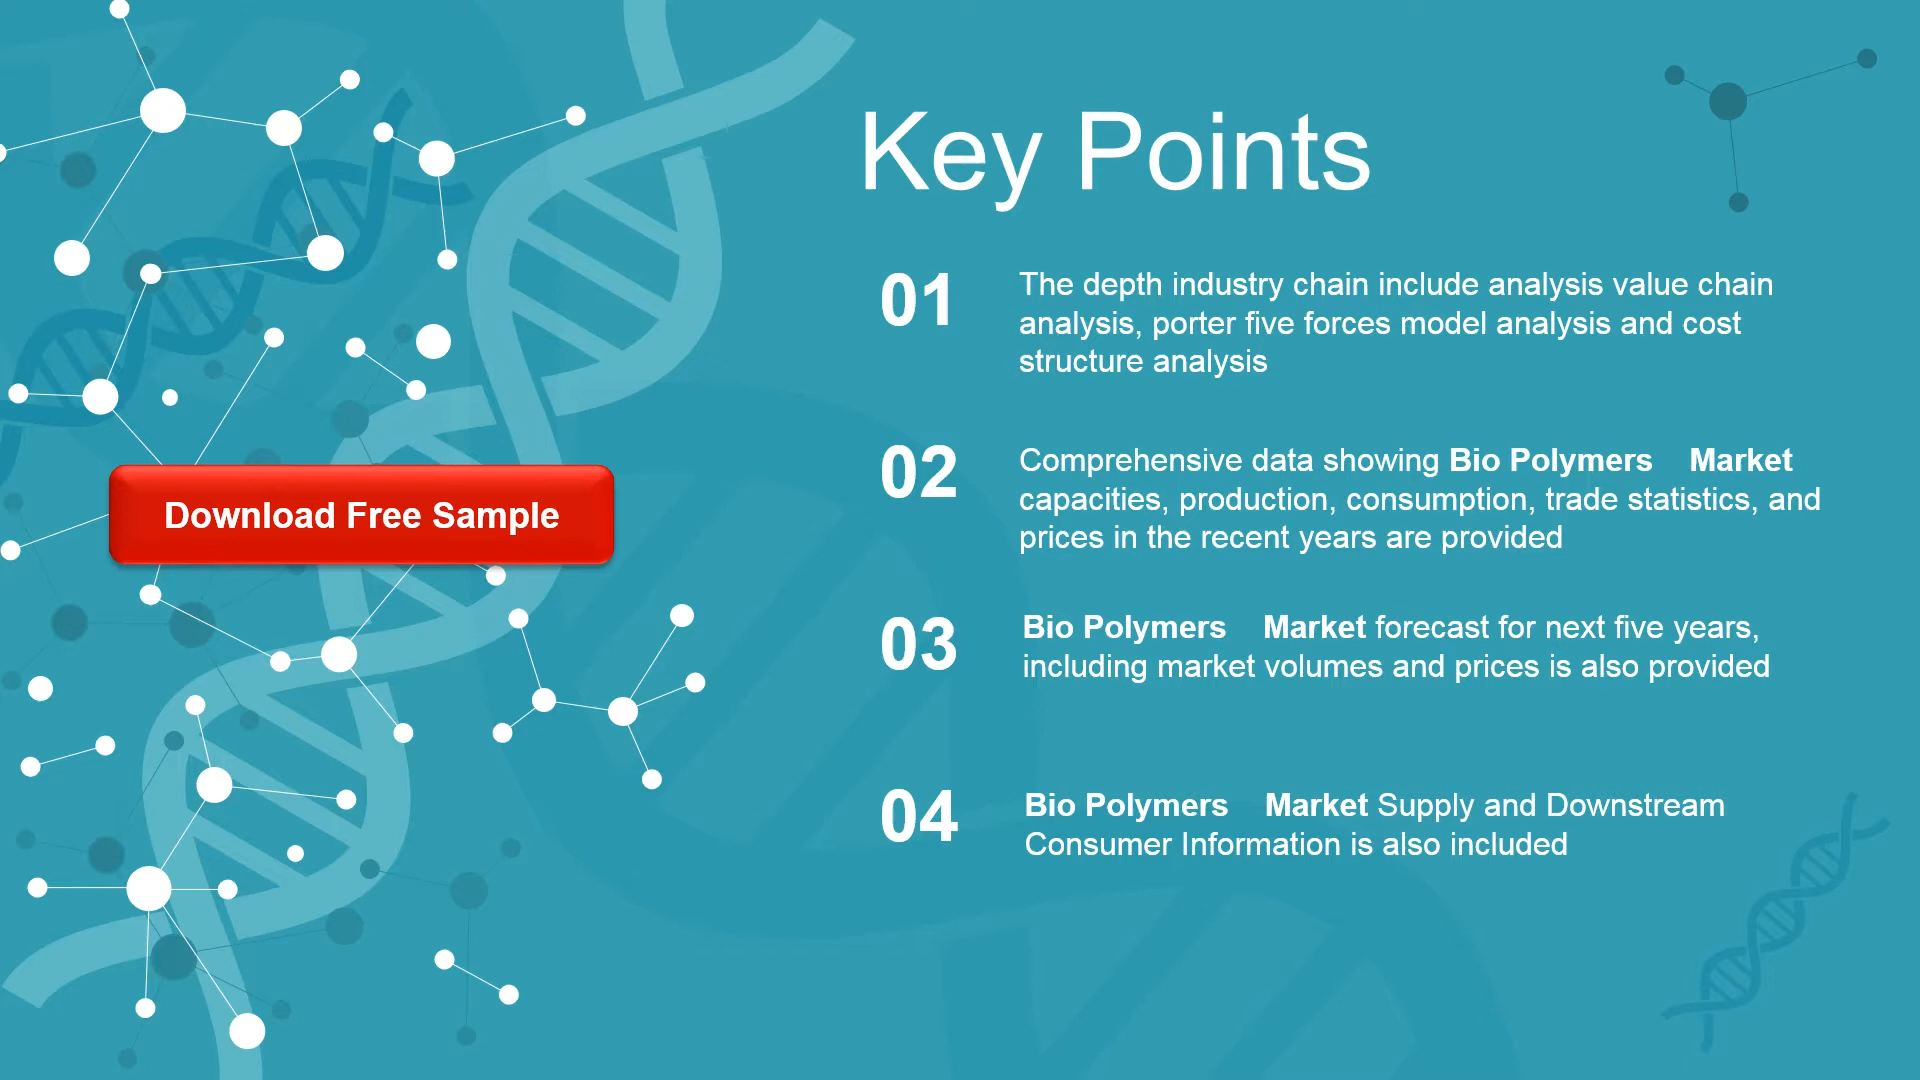 Key Points
01
The depth industry chain include analysis value chain
analysis, porter five forces model analysis and cost
structure analysis
02
Comprehensive data showing Bio Polymers Market
capacities, production, consumption, trade statistics, and
prices in the recent years are provided
Download Free Sample
03
Bio Polymers Market forecast for next five years,
including market volumes and prices is also provided
04
Bio Polymers Market Supply and Downstream
Consumer Information is also included